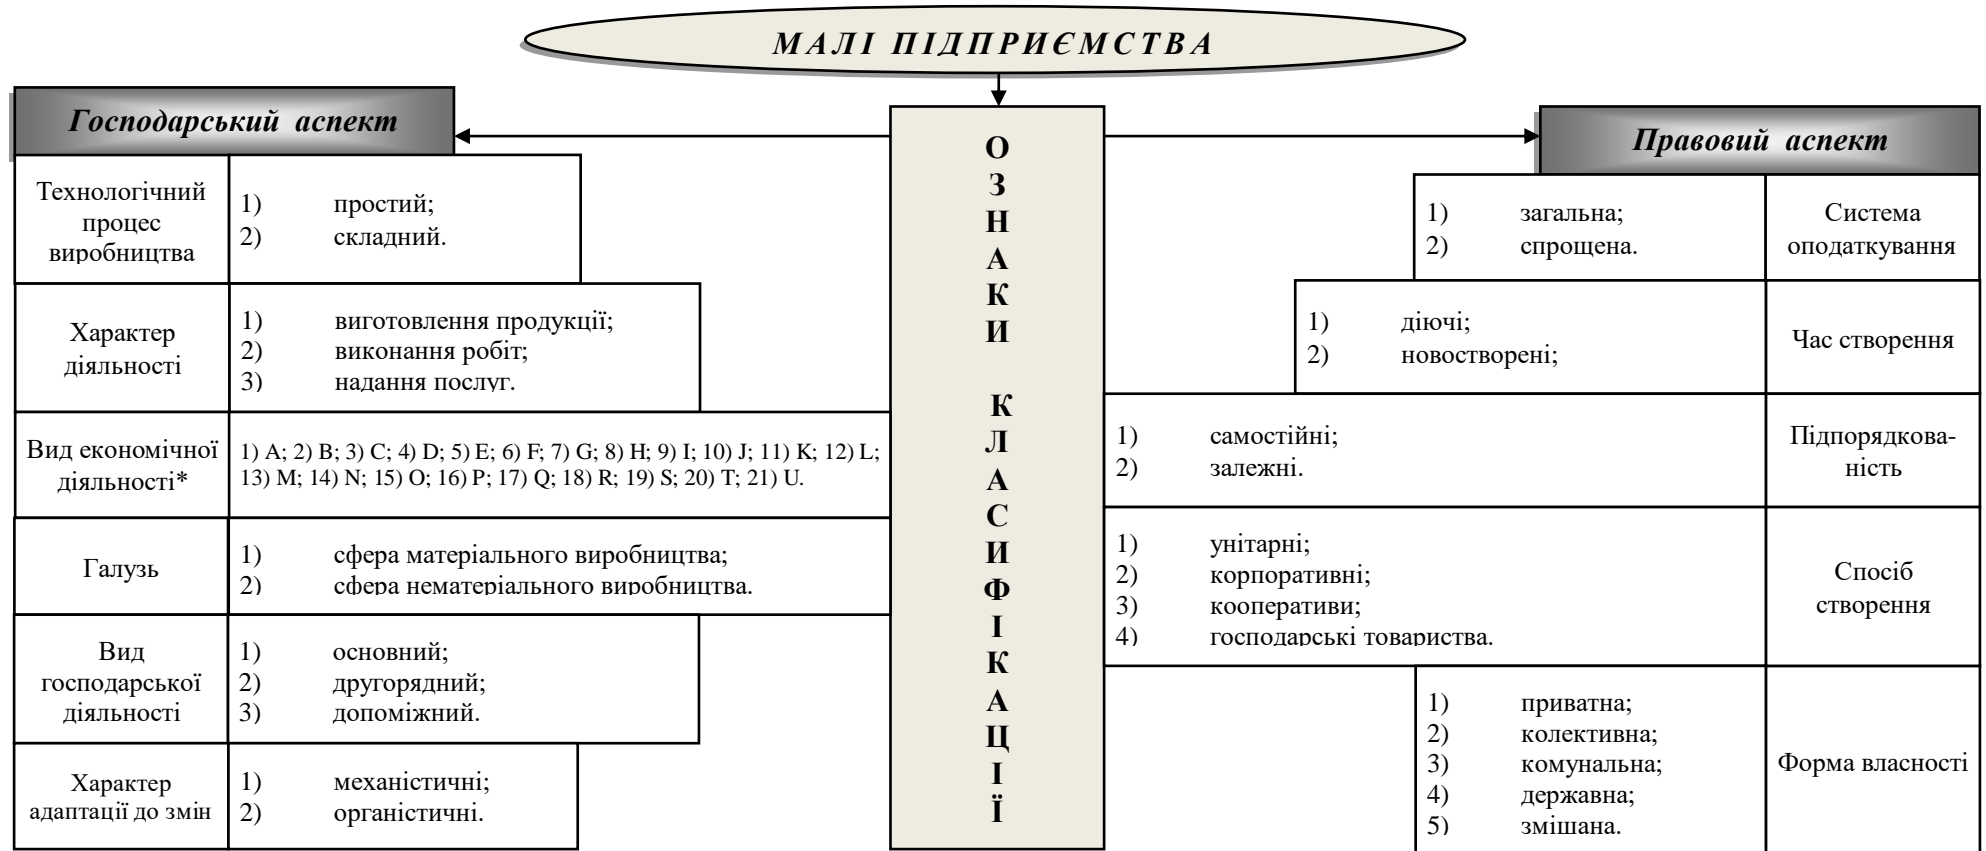 МАЛІ ПІДПРИЄМСТВА
Господарський аспект
Технологічний
процес
виробництва
1) простий;
2) складний.
Характер
діяльності
1) виготовлення продукції;
2) виконання робіт;
3) надання послуг.
Вид економічної
діяльності*
1) A; 2) B; 3) C; 4) D; 5) E; 6) F; 7) G; 8) H; 9) I; 10) J; 11) K; 12) L;
13) M; 14) N; 15) O; 16) P; 17) Q; 18) R; 19) S; 20) T; 21) U.
Галузь
1) сфера матеріального виробництва;
2) сфера нематеріального виробництва.
Вид
господарської
діяльності
1) основний;
2) другорядний;
3) допоміжний.
Характер
адаптації до змін
1) механістичні;
2) органістичні.
ОЗНАКИ КЛАСИФІКАЦІЇ
Правовий аспект
1) загальна;
2) спрощена.
Система
оподаткування
1) діючі;
2) новостворені;
Час створення
1) самостійні;
2) залежні.
Підпорядкова-
ність
1) унітарні;
2) корпоративні;
3) кооперативи;
4) господарські товариства.
Спосіб
створення
1) приватна;
2) колективна;
3) комунальна;
4) державна;
5) змішана.
Форма власності